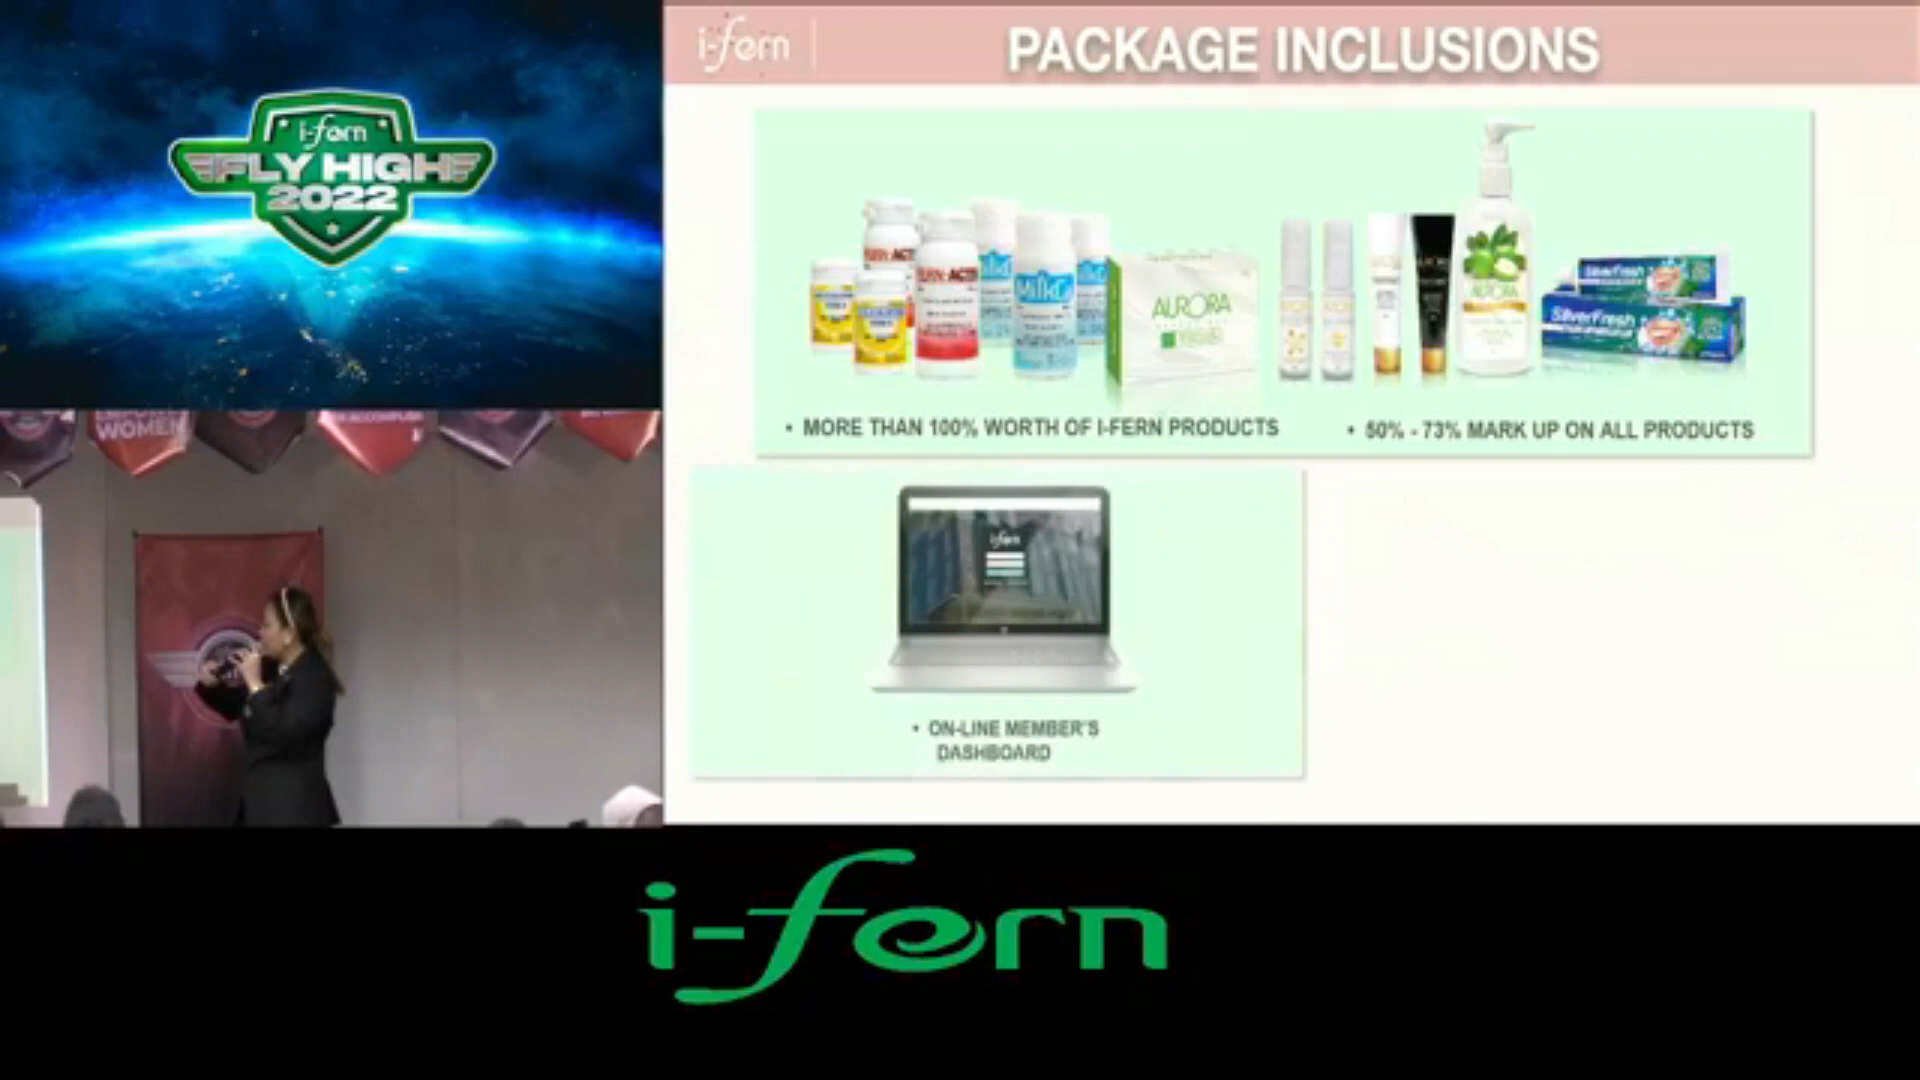 i-fern
FLY HIGH
2022
WOMEN
i-fern
PACKAGE INCLUSIONS
AURORA
SilverFresh
SilverFresh
• MORE THAN 100% WORTH OF I-FERN PRODUCTS
• 50% - 73% MARK UP ON ALL PRODUCTS
i-fern
• ON-LINE MEMBER'S
DASHBOARD
i-fern